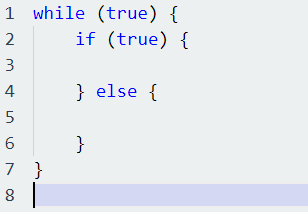 1 while (true) {
2     if (true) {
3
4     } else {
5
6     }
7 }
8